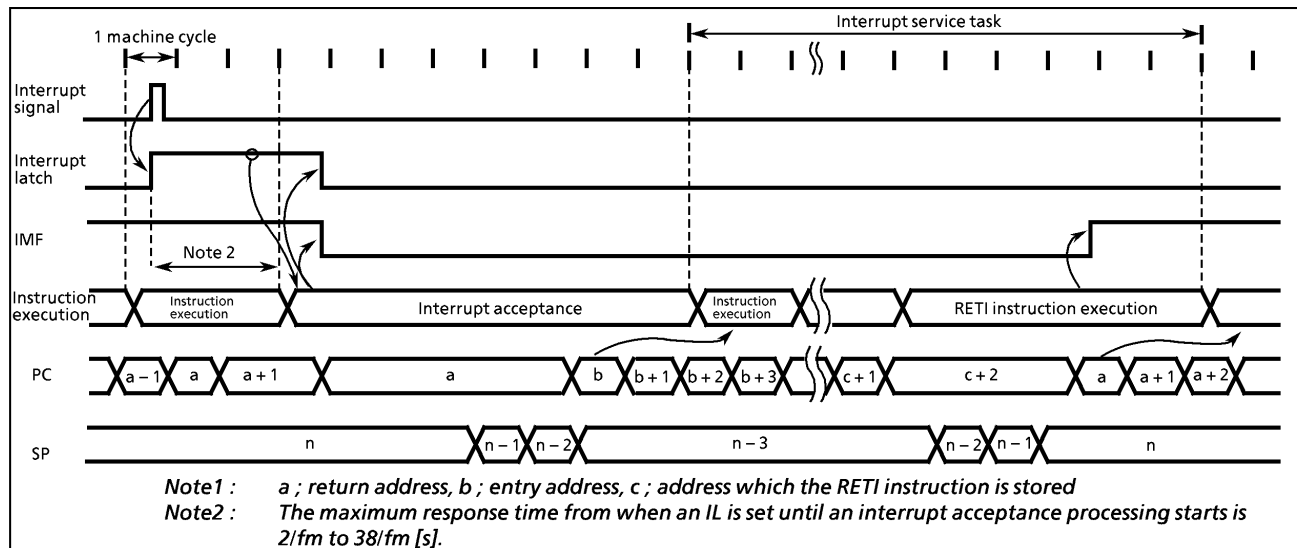 Interrupt service task
1 machine cycle
Interrupt
signal
Interrupt
latch
IMF
Note 2
Instruction
execution
Instruction
execution
Interrupt acceptance
Instruction
execution
RETI instruction execution
PC
a – 1
a
a + 1
a
b
b + 1
b + 2
b + 3
c + 1
c + 2
a
a + 1
a + 2
SP
n
n – 1
n – 2
n – 3
n – 2
n – 1
n
Note1 : a ; return address, b ; entry address, c ; address which the RETI instruction is stored
Note2 : The maximum response time from when an IL is set until an interrupt acceptance processing starts is
2/fm to 38/fm [s].